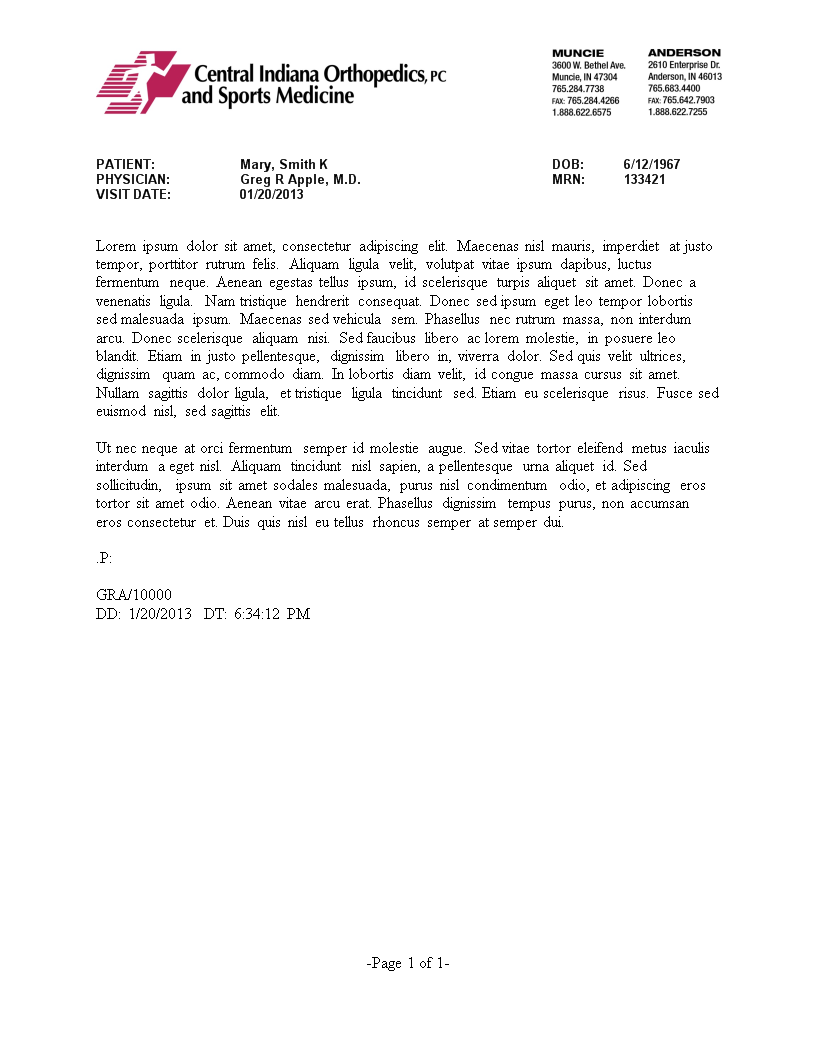 Central Indiana Orthopedics, PC
and Sports Medicine
MUNCIE
3600 W. Bethel Ave.
Muncie, IN 47304
765.284.7738
FAX: 765.284.4266
1.888.622.6575
ANDERSON
2610 Enterprise Dr.
Anderson, IN 46013
765.683.4400
FAX: 765.642.7903
1.888.622.7255
PATIENT: Mary, Smith K DOB: 6/12/1967
PHYSICIAN: Greg R Apple, M.D. MRN: 133421
VISIT DATE: 01/20/2013
Lorem ipsum dolor sit amet, consectetur adipiscing elit. Maecenas nisl mauris, imperdiet at justo
tempor, porttitor rutrum felis. Aliquam ligula velit, volutpat vitae ipsum dapibus, luctus
fermentum neque. Aenean egestas tellus ipsum, id scelerisque turpis aliquet sit amet. Donec a
venenatis ligula. Nam tristique hendrerit consequat. Donec sed ipsum eget leo tempor lobortis
sed malesuada ipsum. Maecenas sed vehicula sem. Phasellus nec rutrum massa, non interdum
arcu. Donec scelerisque aliquam nisi. Sed faucibus libero ac lorem molestie, in posuere leo
blandit. Etiam in justo pellentesque, dignissim libero in, viverra dolor. Sed quis velit ultrices,
dignissim quam ac, commodo diam. In lobortis diam velit, id congue massa cursus sit amet.
Nullam sagittis dolor ligula, et tristique ligula tincidunt sed. Etiam eu scelerisque risus. Fusce sed
euismod nisl, sed sagittis elit.
Ut nec neque at orci fermentum semper id molestie augue. Sed vitae tortor eleifend metus iaculis
interdum a eget nisl. Aliquam tincidunt nisl sapien, a pellentesque urna aliquet id. Sed
sollicitudin, ipsum sit amet sodales malesuada, purus nisl condimentum odio, et adipiscing eros
tortor sit amet odio. Aenean vitae arcu erat. Phasellus dignissim tempus purus, non accumsan
eros consectetur et. Duis quis nisl eu tellus rhoncus semper at semper dui.
.P:
GRA/10000
DD: 1/20/2013 DT: 6:34:12 PM
-Page 1 of 1-